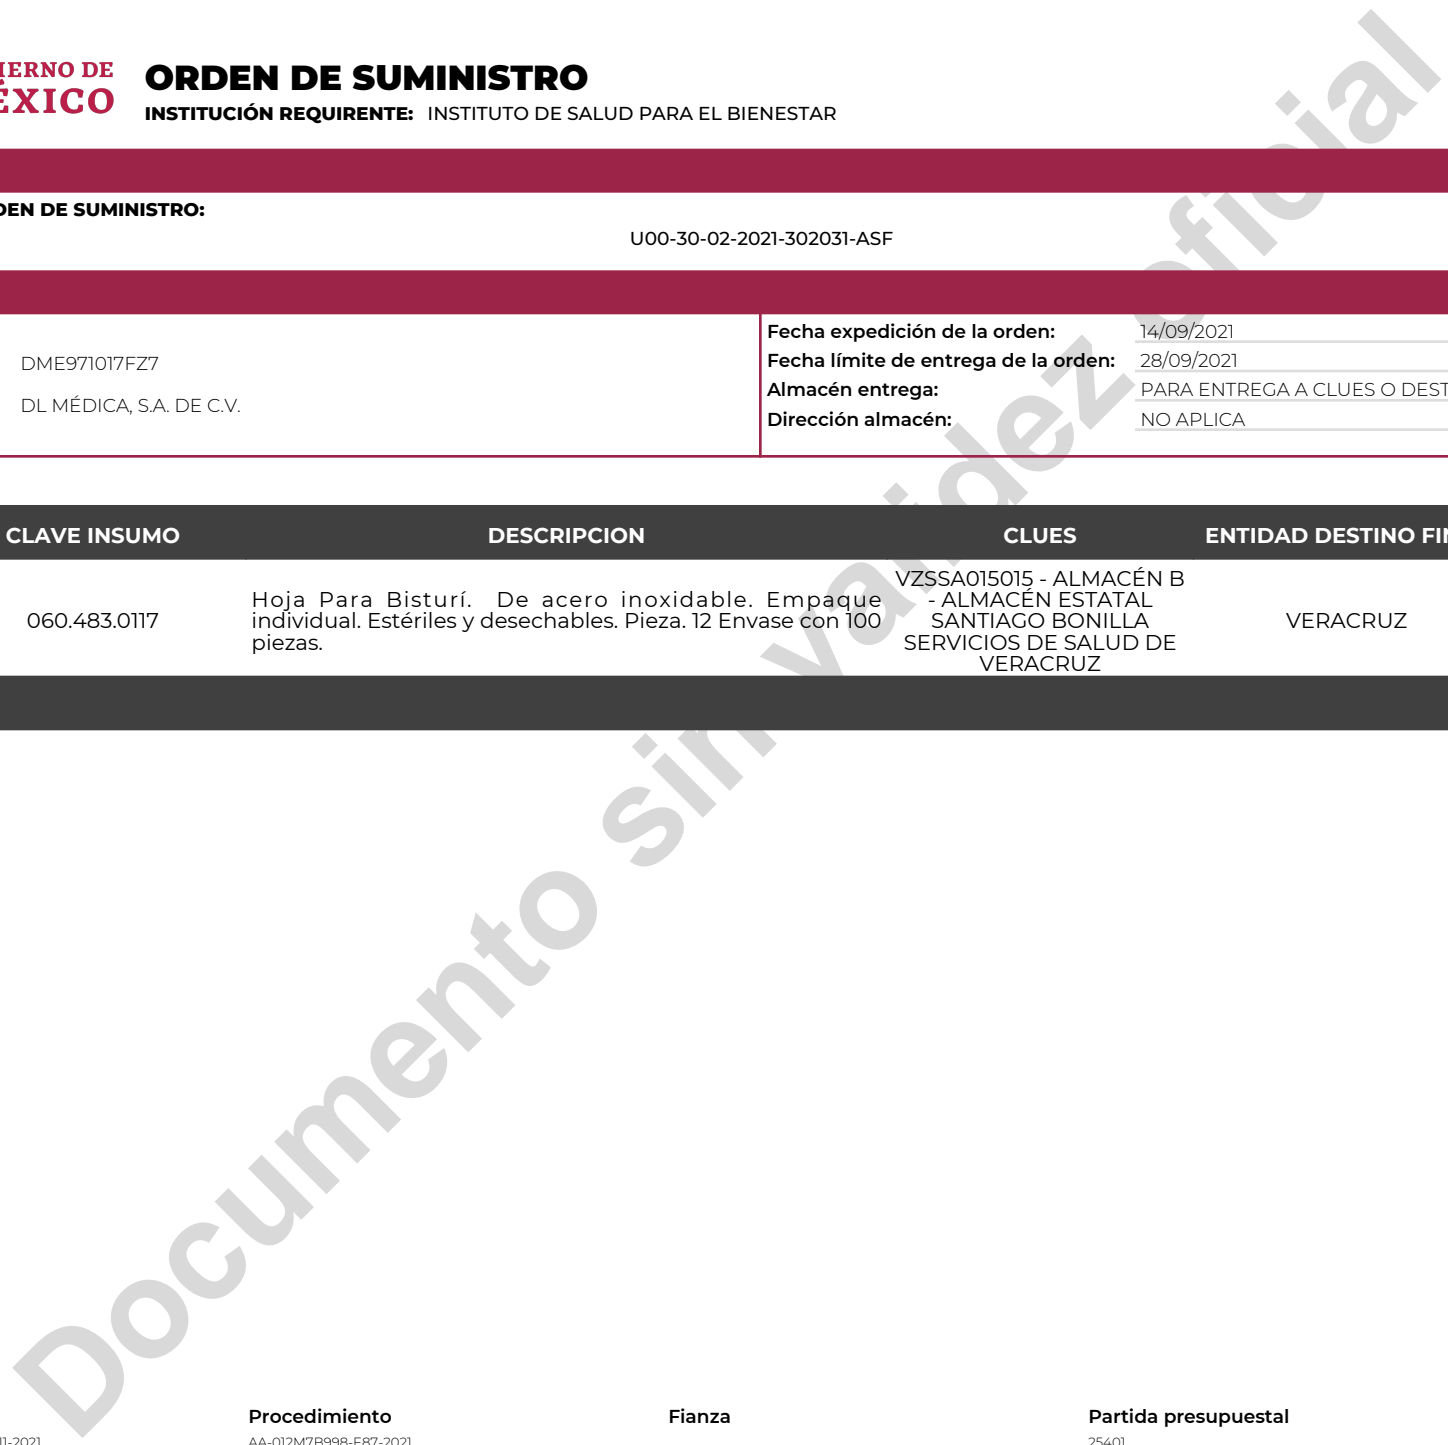 IERNO DE
ÉXICO
ORDEN DE SUMINISTRO
INSTITUCIÓN REQUIRENTE: INSTITUTO DE SALUD PARA EL BIENESTAR
DEN DE SUMINISTRO:
U00-30-02-2021-302031-ASF
DME971017FZ7
DL MÉDICA, S.A. DE C.V.
Fecha expedición de la orden: 14/09/2021
Fecha límite de entrega de la orden: 28/09/2021
Almacén entrega: PARA ENTREGA A CLUES O DEST
Dirección almacén: NO APLICA
CLAVE INSUMO DESCRIPCION CLUES ENTIDAD DESTINO FIN
060.483.0117
Hoja Para Bisturí. De acero inoxidable. Empaque
individual. Estériles y desechables. Pieza. 12 Envase con 100
piezas.
VZSSA015015 - ALMACÉN B
- ALMACÉN ESTATAL
SANTIAGO BONILLA
SERVICIOS DE SALUD DE
VERACRUZ
VERACRUZ
Documento sin validez oficial
Procedimiento Fianza Partida presupuestal
11-2021 AA-012M7B998-E87-2021 25401